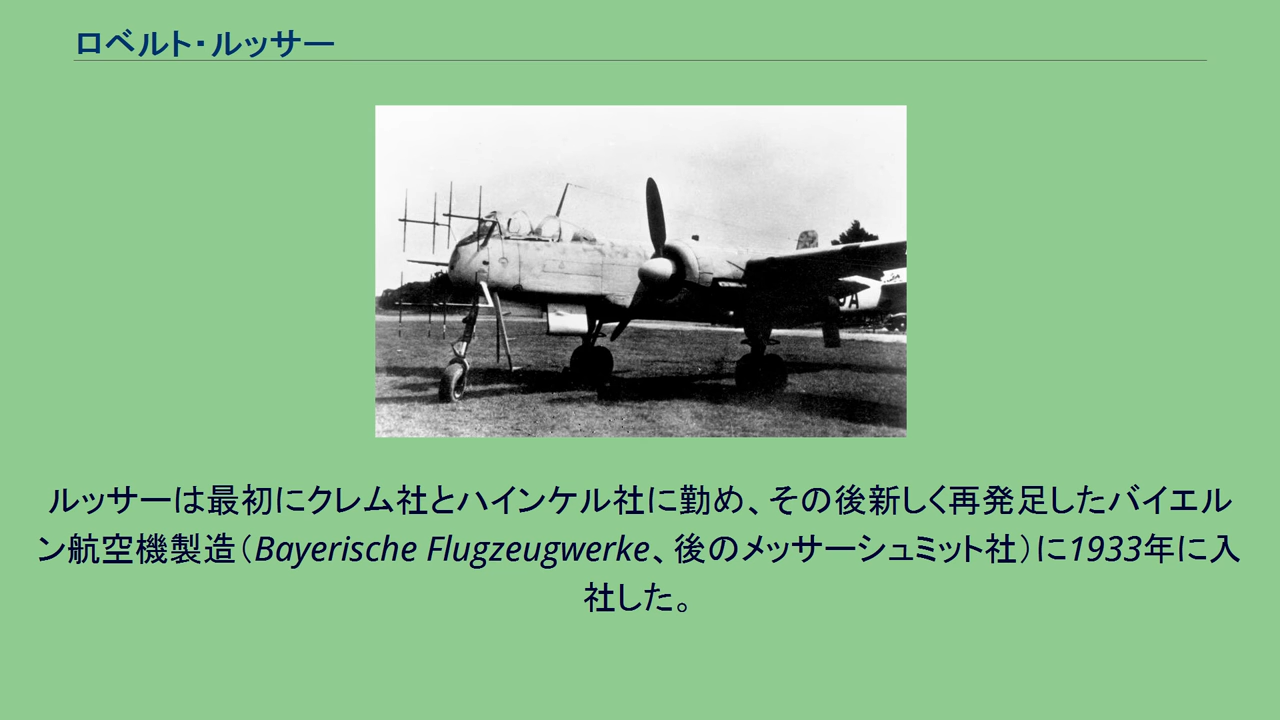 ロベルト・ルッサー
ルッサーは最初にクレム社とハインケル社に勤め、その後新しく再発足したバイエル
ン航空機製造（Bayerische Flugzeugwerke、後のメッサーシュミット社）に1933年に入
社した。